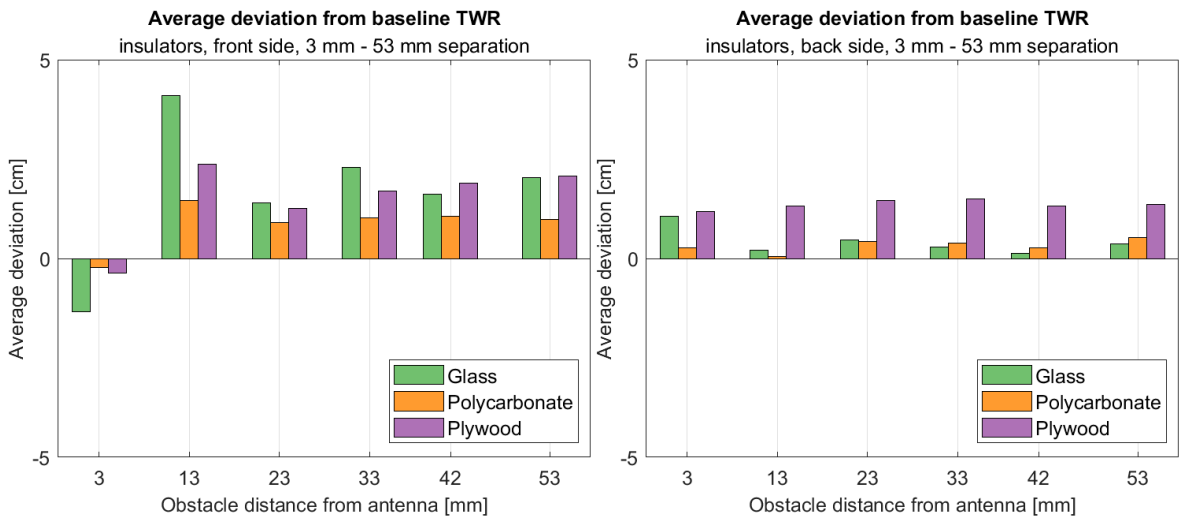 Average deviation from baseline TWR
insulators, front side, 3 mm - 53 mm separation
5
0
-5
Average deviation [cm]
Glass
Polycarbonate
Plywood
3 13 23 33 42 53
Obstacle distance from antenna [mm]
Average deviation from baseline TWR
insulators, back side, 3 mm - 53 mm separation
5
0
-5
Average deviation [cm]
Glass
Polycarbonate
Plywood
3 13 23 33 42 53
Obstacle distance from antenna [mm]